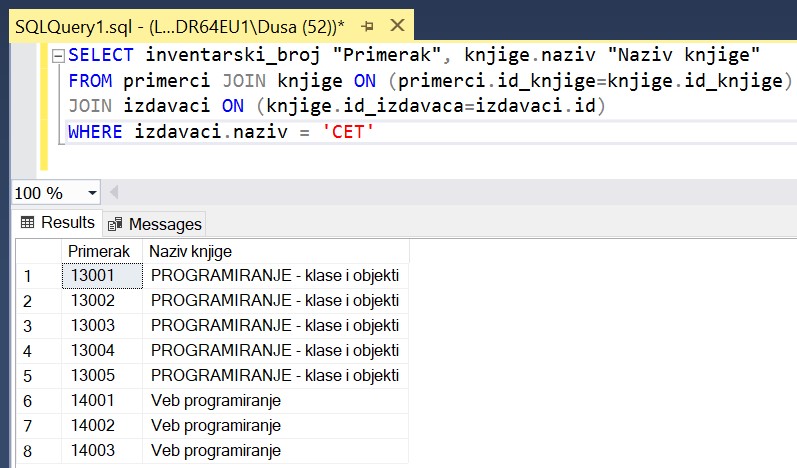 SQLQuery1.sql - (L...DR64EU1\Dusa (52))*
SELECT inventarski_broj "Primerak", knjige.naziv "Naziv knjige"
FROM primerci JOIN knjige ON (primerci.id_knjige=knjige.id_knjige)
JOIN izdavaci ON (knjige.id_izdavaca=izdavaci.id)
WHERE izdavaci.naziv = 'CET'
100 %
Results Messages
Primerak Naziv knjige
1 13001 PROGRAMIRANJE - klase i objekti
2 13002 PROGRAMIRANJE - klase i objekti
3 13003 PROGRAMIRANJE - klase i objekti
4 13004 PROGRAMIRANJE - klase i objekti
5 13005 PROGRAMIRANJE - klase i objekti
6 14001 Veb programiranje
7 14002 Veb programiranje
8 14003 Veb programiranje